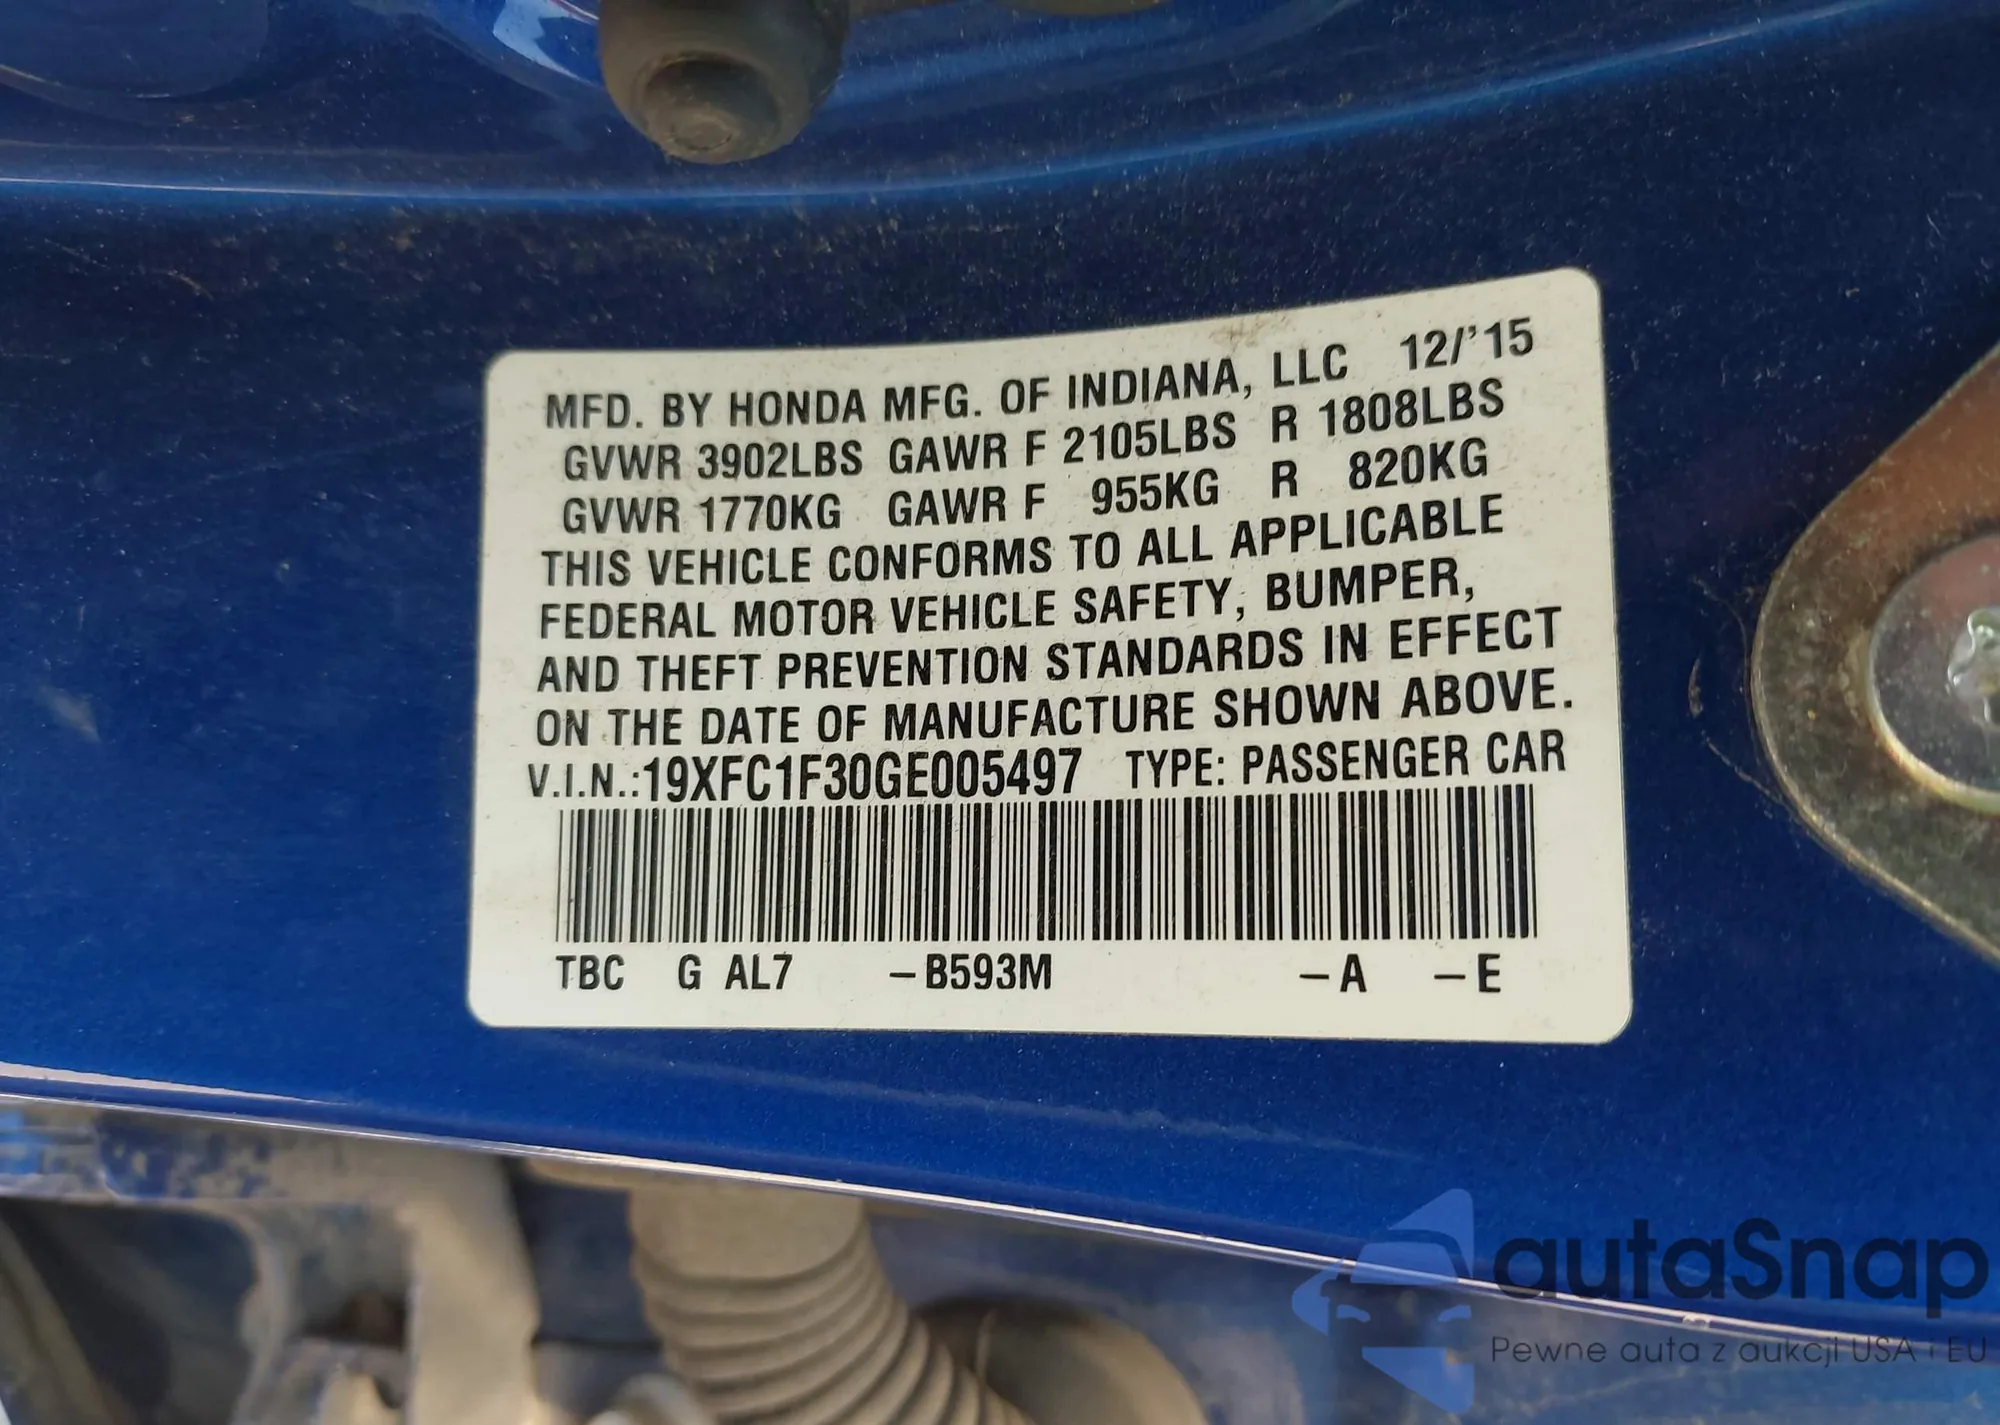 MFD. BY HONDA MFG. OF INDIANA, LLC 12/'15
GVWR 3902LBS GAWR F 2105LBS R 1808LBS
GVWR 1770KG GAWR F 955KG R 820KG
THIS VEHICLE CONFORMS TO ALL APPLICABLE
FEDERAL MOTOR VEHICLE SAFETY, BUMPER,
AND THEFT PREVENTION STANDARDS IN EFFECT
ON THE DATE OF MANUFACTURE SHOWN ABOVE.
V.I.N.:19XFC1F30GE005497 TYPE: PASSENGER CAR
TBC G AL7 -B593M -A -E
autaSnap
Pewne auta z aukcji USA i EU